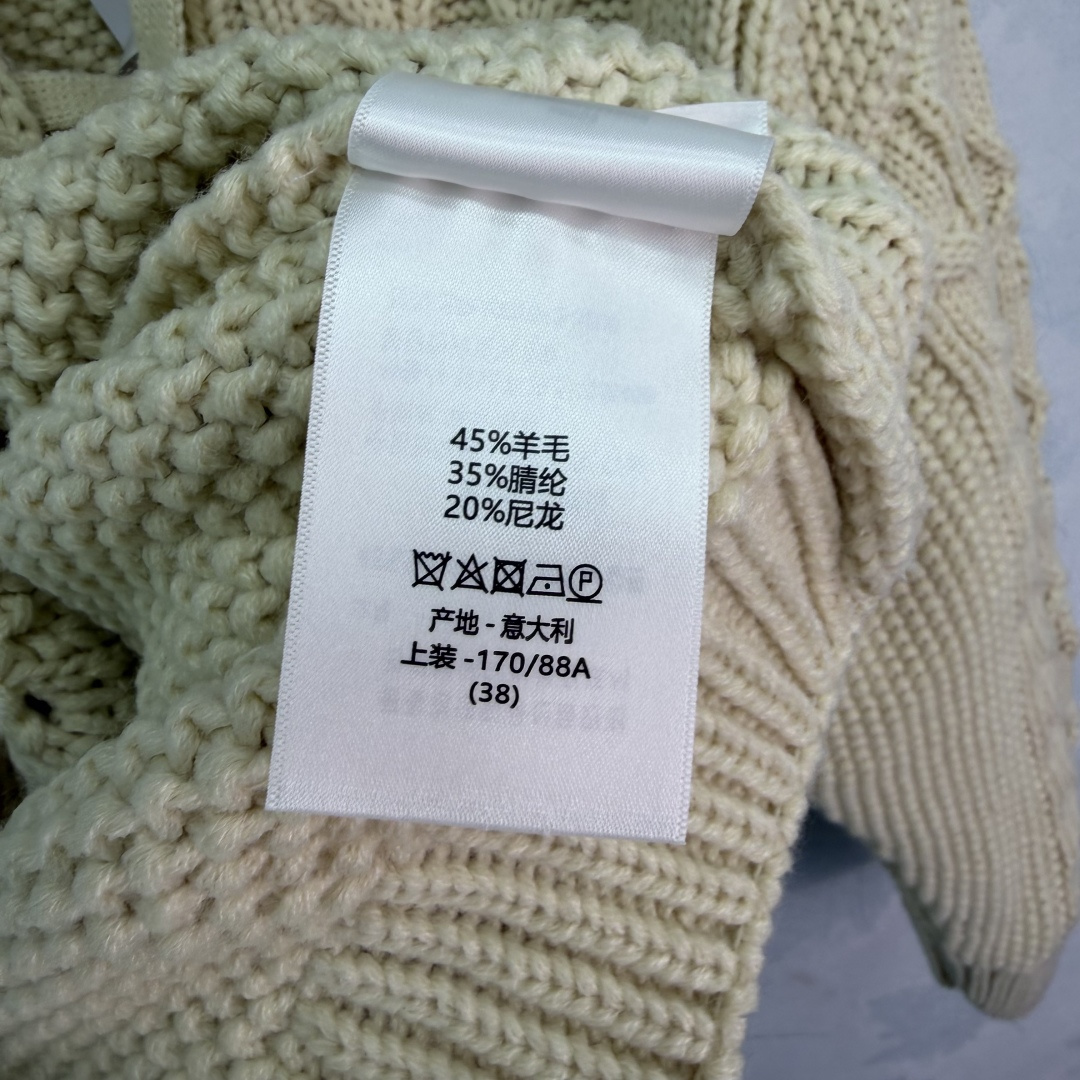 45%羊毛
35%腈纶
20%尼龙
P
产地 - 意大利
上装 -170/88A
(38)